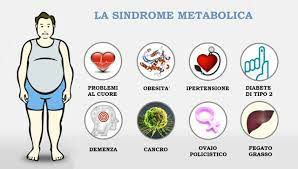 LA SINDROME METABOLICA
PROBLEMI
AL CUORE
OBESITA'
IPERTENSIONE
DIABETE
DI TIPO 2
DEMENZA
CANCRO
OVAIO
POLICISTICO
FEGATO
GRASSO